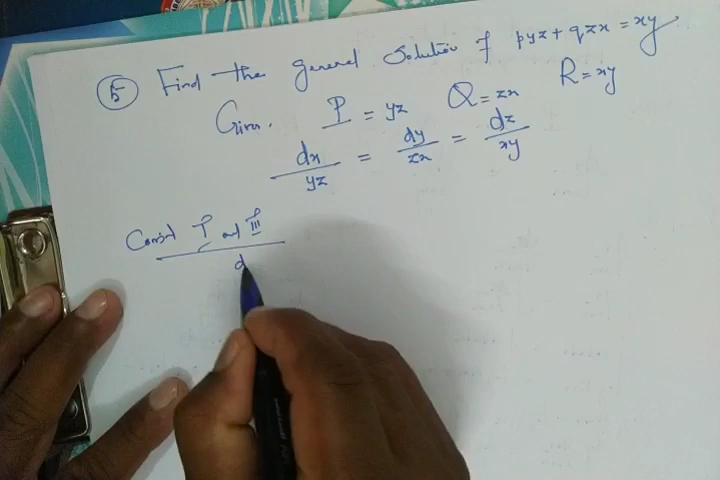 5 Find the general solution of pyz + qzx = xy
Given. P = yz Q = zx R = xy
dx/yz = dy/zx = dz/xy
Consid I and III
d